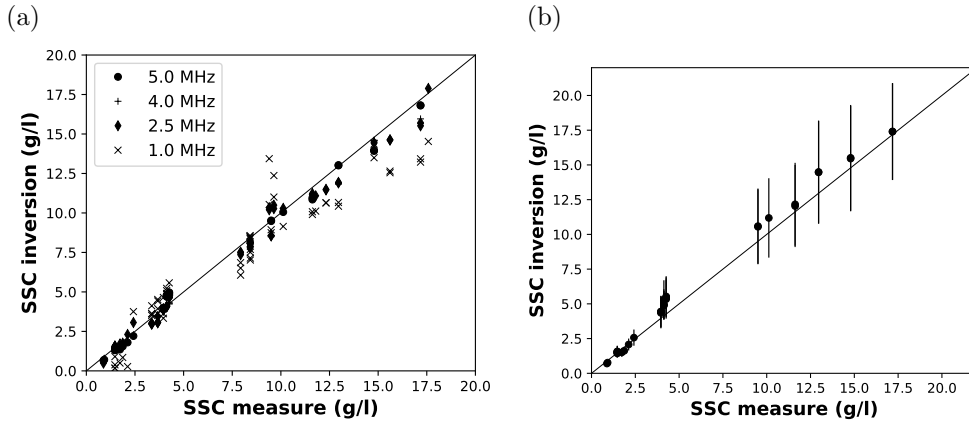 (a)
20.0
17.5
15.0
12.5
10.0
7.5
5.0
2.5
0.0
SSC inversion (g/l)
5.0 MHz
4.0 MHz
2.5 MHz
1.0 MHz
0.0 2.5 5.0 7.5 10.0 12.5 15.0 17.5 20.0
SSC measure (g/l)
(b)
20.0
17.5
15.0
12.5
10.0
7.5
5.0
2.5
0.0
SSC inversion (g/l)
0.0 2.5 5.0 7.5 10.0 12.5 15.0 17.5 20.0
SSC measure (g/l)